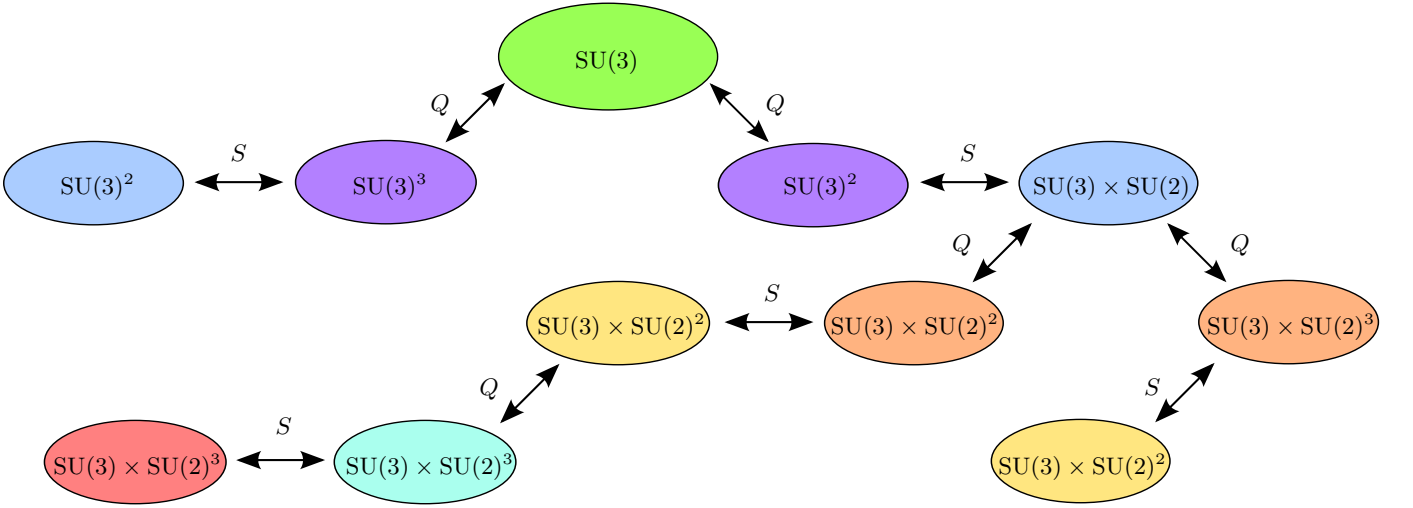 SU(3)
Q
Q
SU(3)²
S
SU(3)³
SU(3)²
S
SU(3) × SU(2)
Q
Q
SU(3) × SU(2)²
S
SU(3) × SU(2)²
SU(3) × SU(2)³
Q
S
SU(3) × SU(2)³
S
SU(3) × SU(2)³
SU(3) × SU(2)²